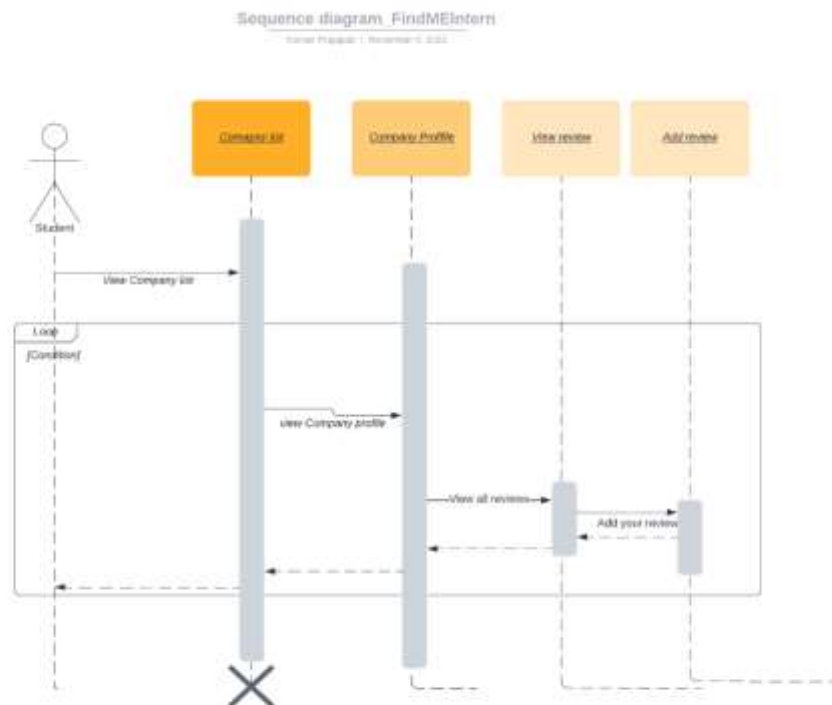 Sequence diagram_FindMEIntern
Company list
Company Proffile
View review
Add review
Student
View Company list
Loop
[Condition]
view Company profile
View all reviews
Add your review